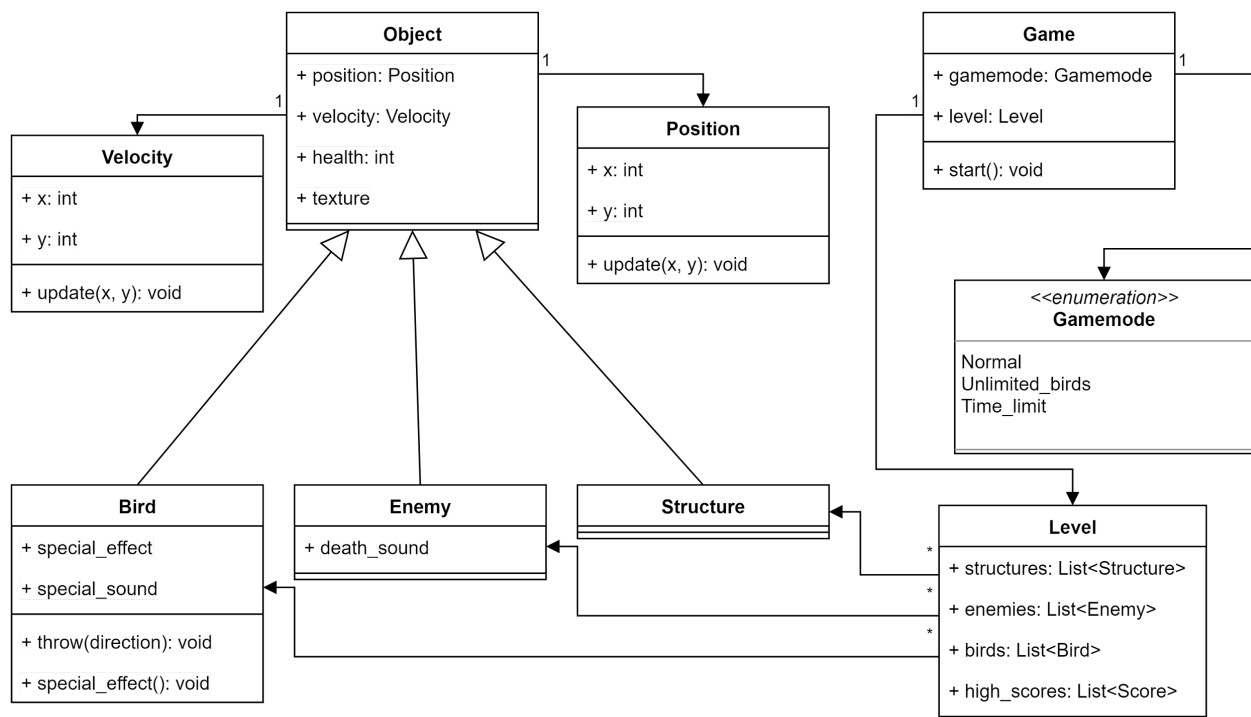 Object
+ position: Position
+ velocity: Velocity
+ health: int
+ texture
1
1
Velocity
+ x: int
+ y: int
+ update(x, y): void
Position
+ x: int
+ y: int
+ update(x, y): void
Game
+ gamemode: Gamemode
+ level: Level
+ start(): void
1
1
<<enumeration>>
Gamemode
Normal
Unlimited_birds
Time_limit
Bird
+ special_effect
+ special_sound
+ throw(direction): void
+ special_effect(): void
Enemy
+ death_sound
Structure
*
*
*
Level
+ structures: List<Structure>
+ enemies: List<Enemy>
+ birds: List<Bird>
+ high_scores: List<Score>